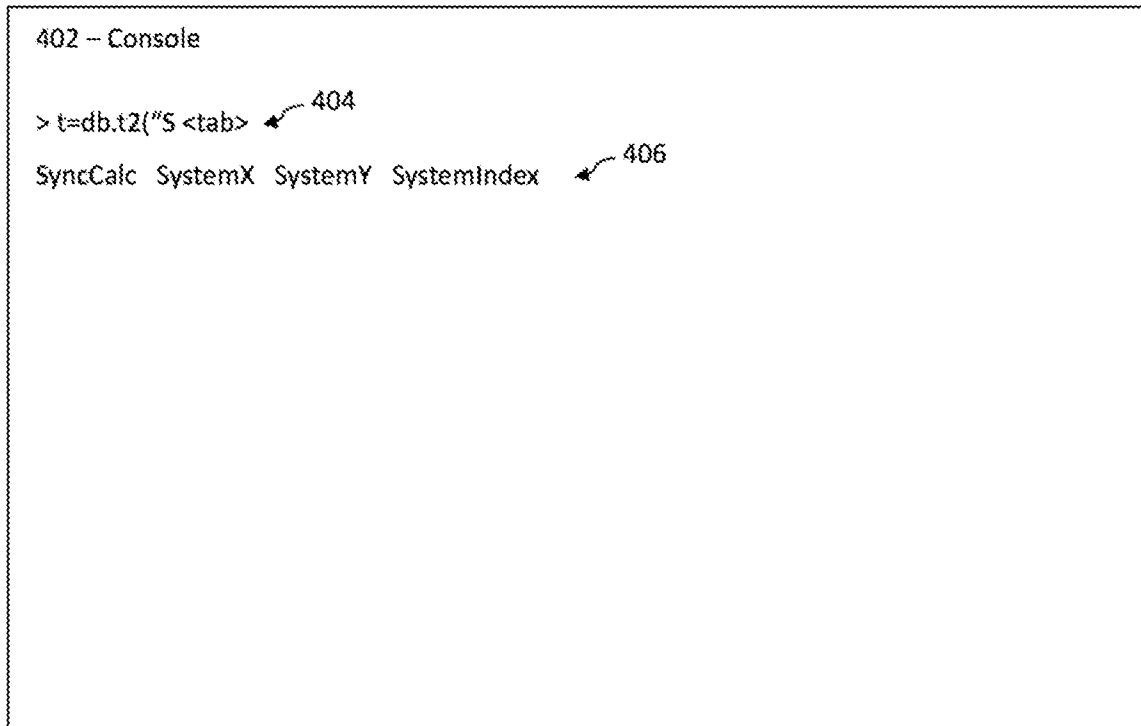 402 – Console
404
> t=db.t2("S <tab>
406
SyncCalc SystemX SystemY SystemIndex